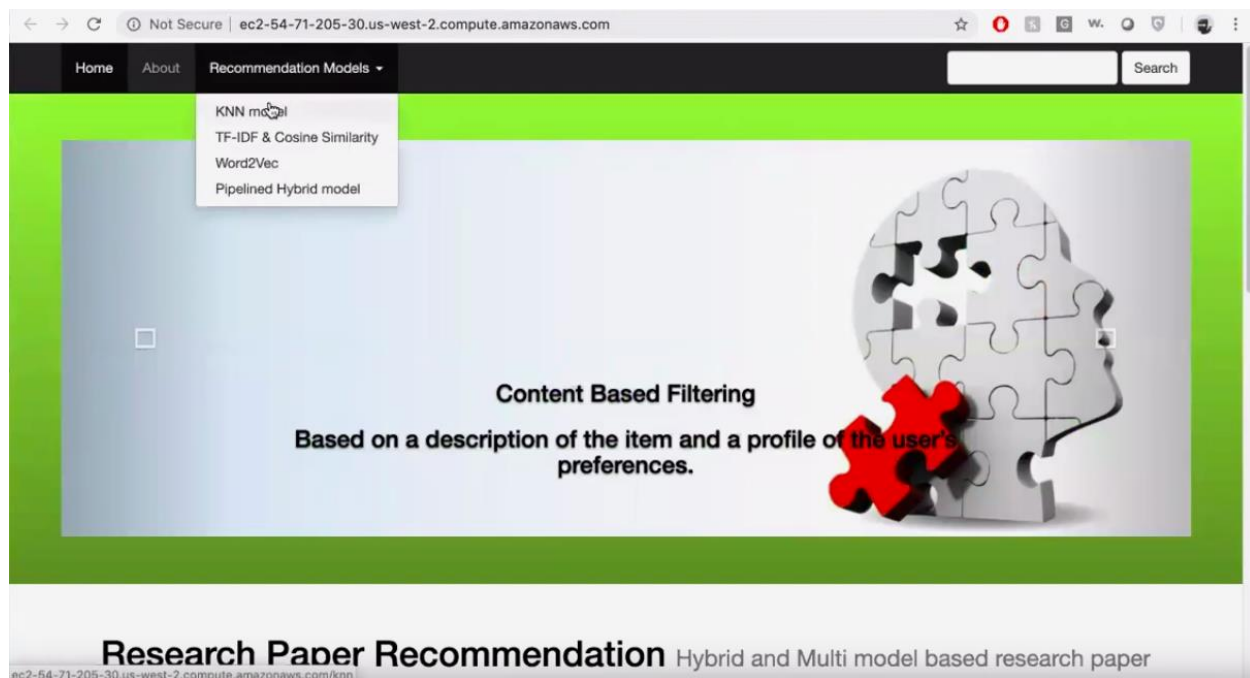 Not Secure | ec2-54-71-205-30.us-west-2.compute.amazonaws.com
Home About Recommendation Models Search
KNN model
TF-IDF & Cosine Similarity
Word2Vec
Pipelined Hybrid model
Content Based Filtering
Based on a description of the item and a profile of the user's
preferences.
Research Paper Recommendation Hybrid and Multi model based research paper
ec2-54-71-205-30.us-west-2.compute.amazonaws.com/knn